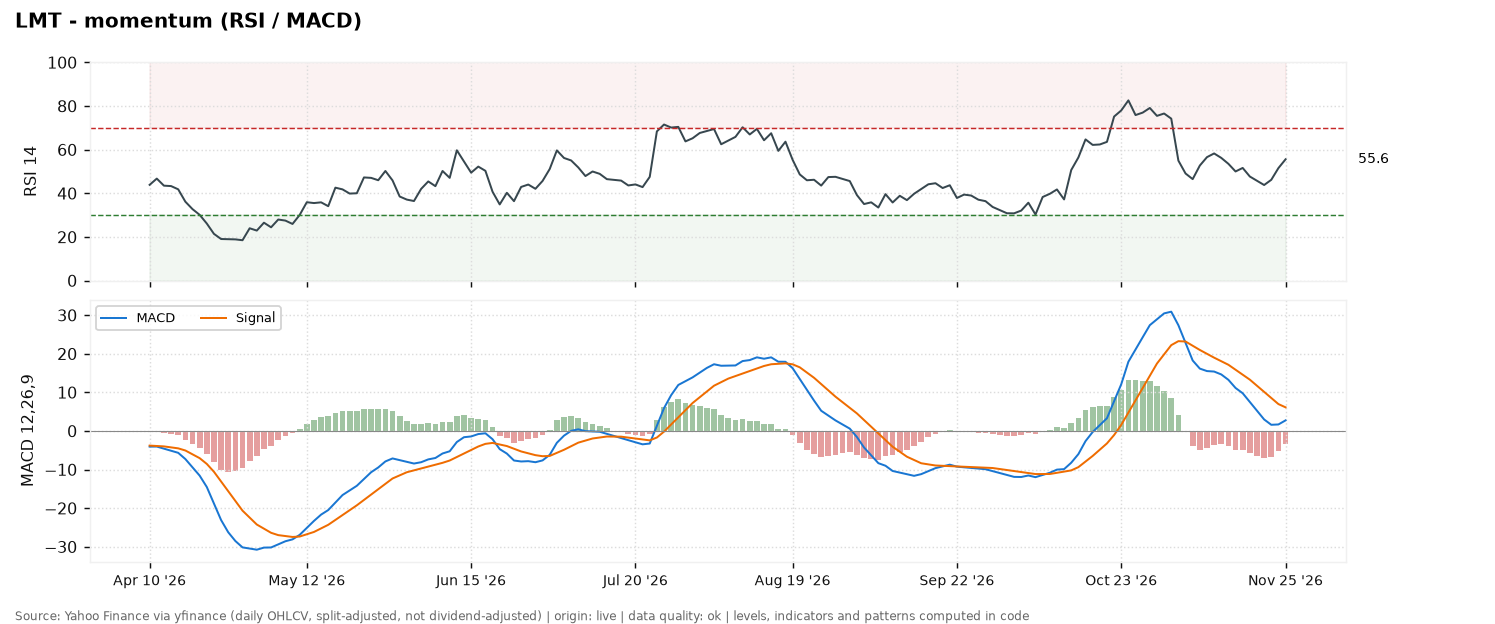 LMT - momentum (RSI / MACD)
100
80
60
40
20
0
RSI 14
55.6
MACD
Signal
30
20
10
0
−10
−20
−30
MACD 12,26,9
Apr 10 '26
May 12 '26
Jun 15 '26
Jul 20 '26
Aug 19 '26
Sep 22 '26
Oct 23 '26
Nov 25 '26
Source: Yahoo Finance via yfinance (daily OHLCV, split-adjusted, not dividend-adjusted) | origin: live | data quality: ok | levels, indicators and patterns computed in code